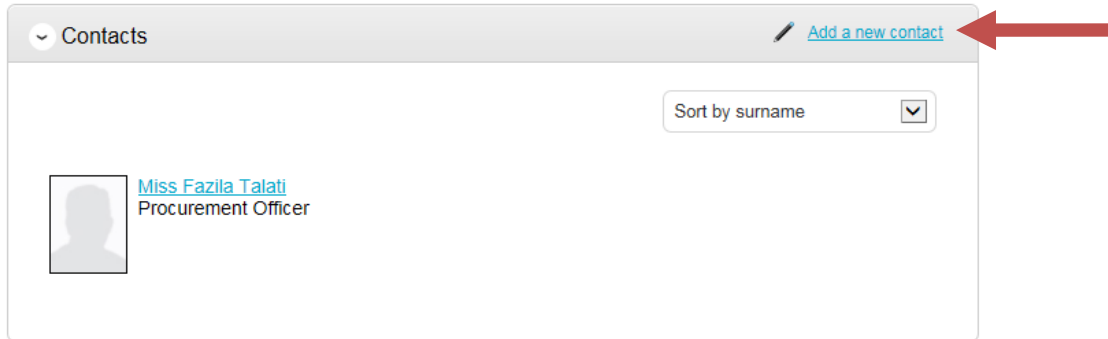 Contacts
Add a new contact
Sort by surname
Miss Fazila Talati
Procurement Officer